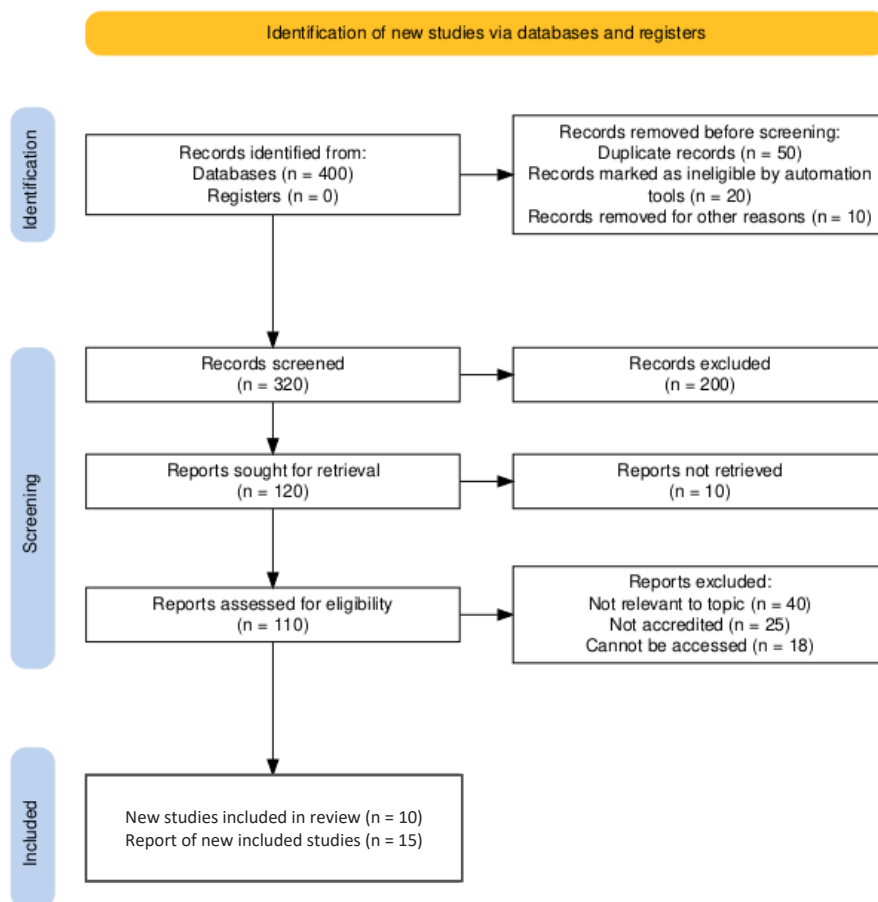 Identification of new studies via databases and registers
Identification
Records identified from:
Databases (n = 400)
Registers (n = 0)
Records removed before screening:
Duplicate records (n = 50)
Records marked as ineligible by automation
tools (n = 20)
Records removed for other reasons (n = 10)
Screening
Records screened
(n = 320)
Records excluded
(n = 200)
Reports sought for retrieval
(n = 120)
Reports not retrieved
(n = 10)
Reports assessed for eligibility
(n = 110)
Reports excluded:
Not relevant to topic (n = 40)
Not accredited (n = 25)
Cannot be accessed (n = 18)
Included
New studies included in review (n = 10)
Report of new included studies (n = 15)